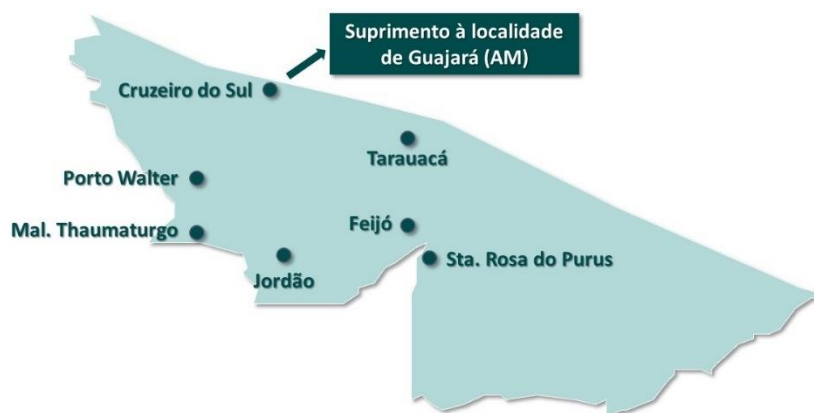 Suprimento à localidade
de Guajará (AM)
Cruzeiro do Sul
Tarauacá
Porto Walter
Mal. Thaumaturgo
Feijó
Jordão
Sta. Rosa do Purus